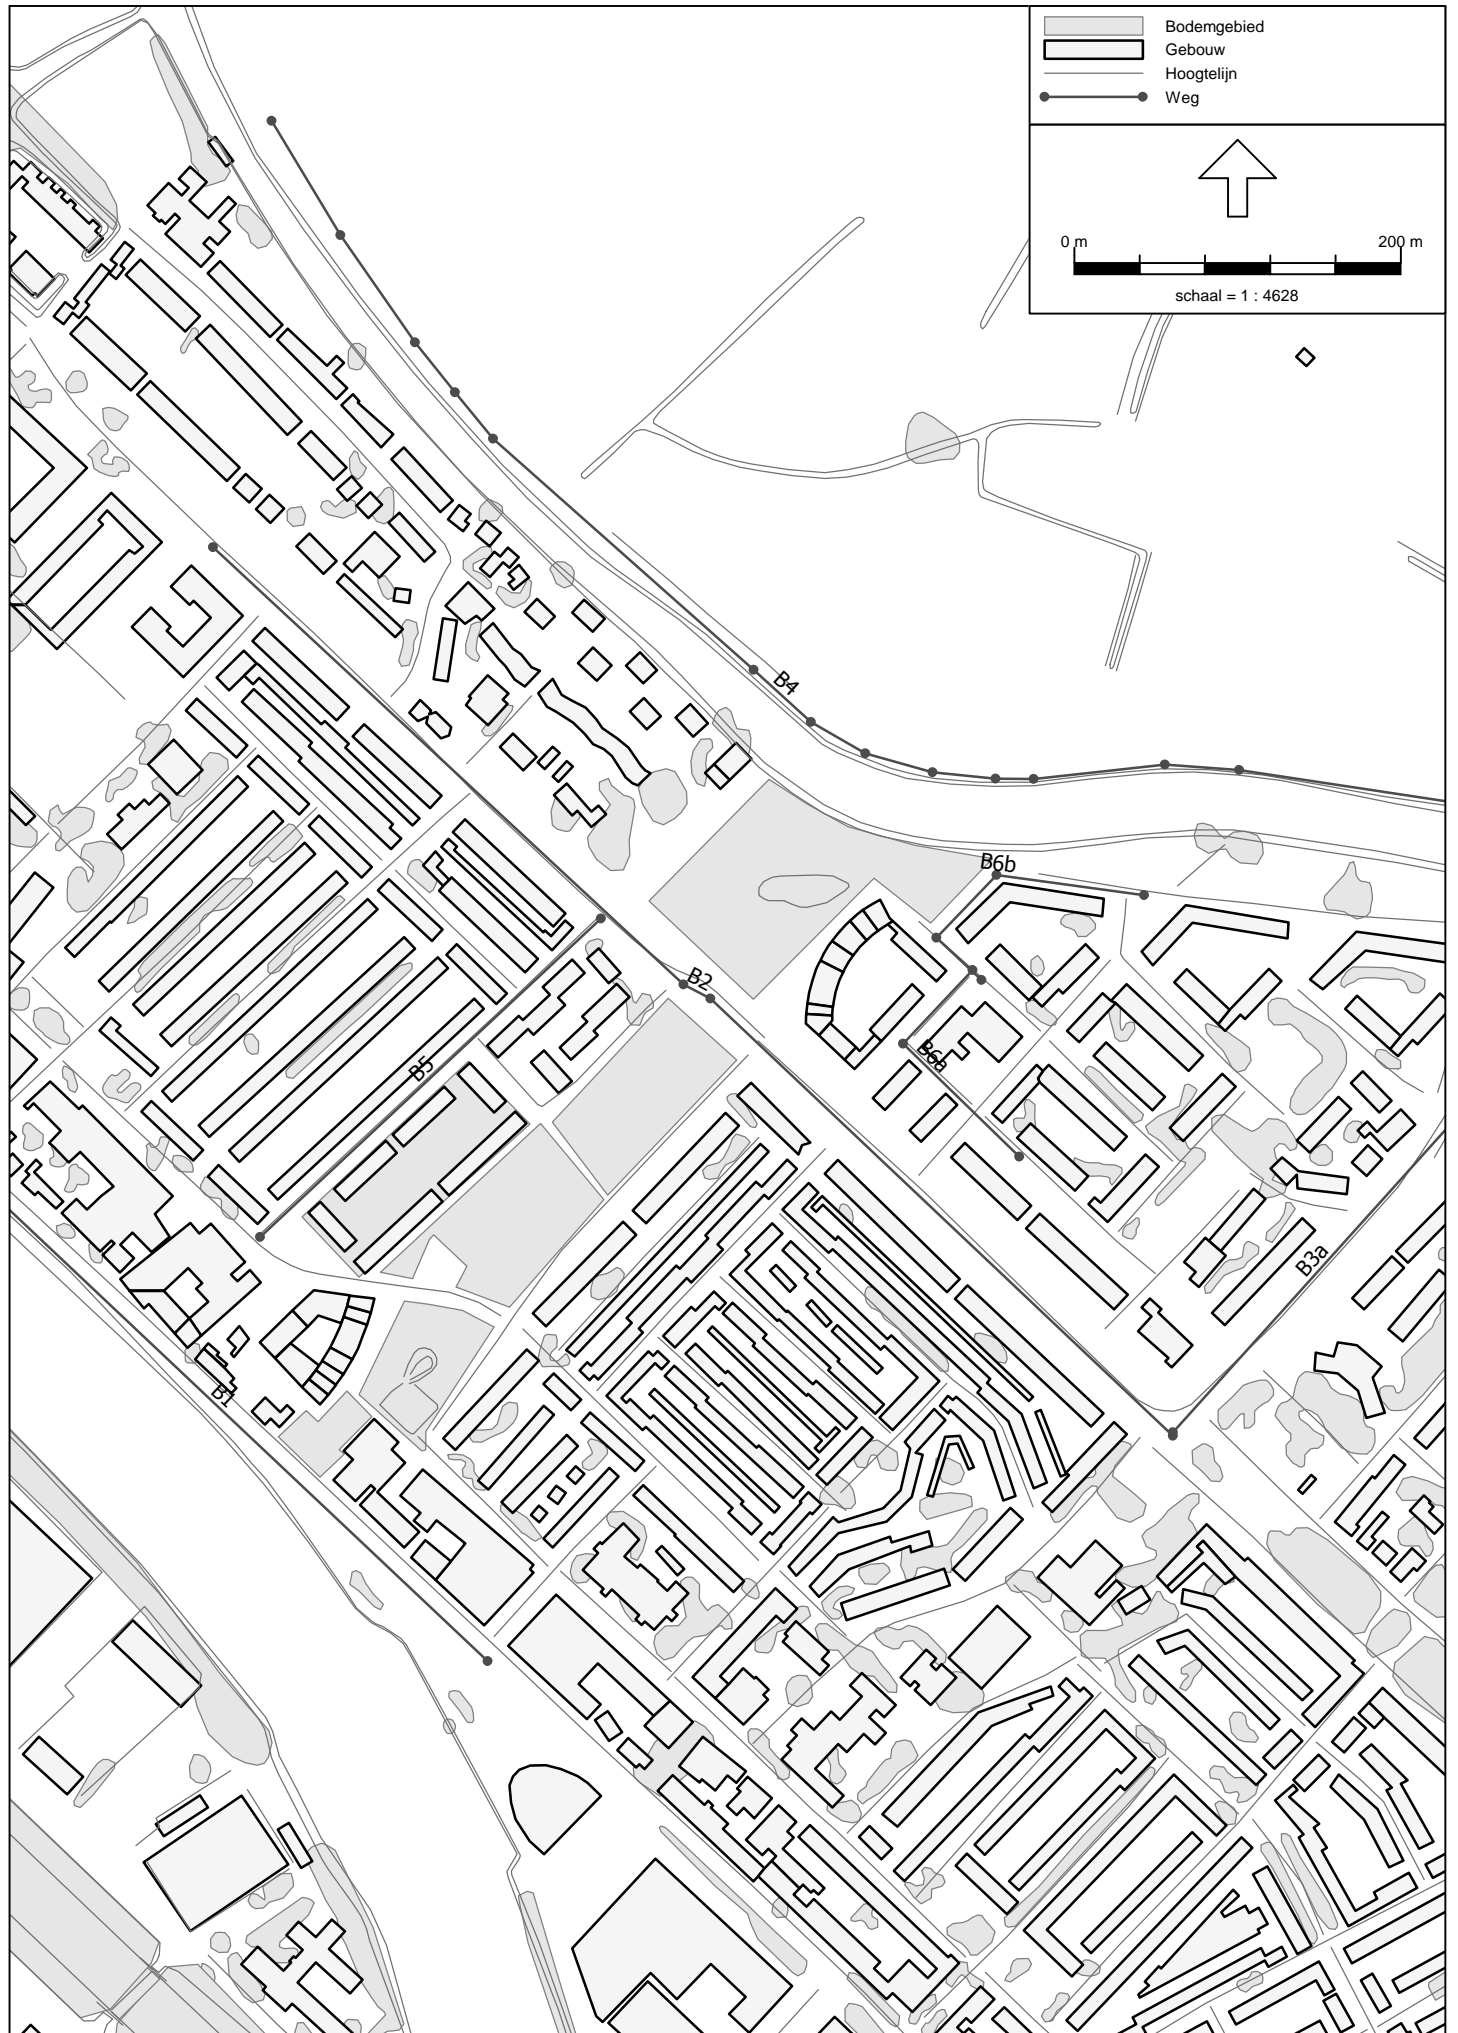 Bodemgebied
Gebouw
Hoogtelijn
Weg
0 m 200 m
schaal = 1 : 4628
B4
B6b
B2
B6a
B5
B3a
B1